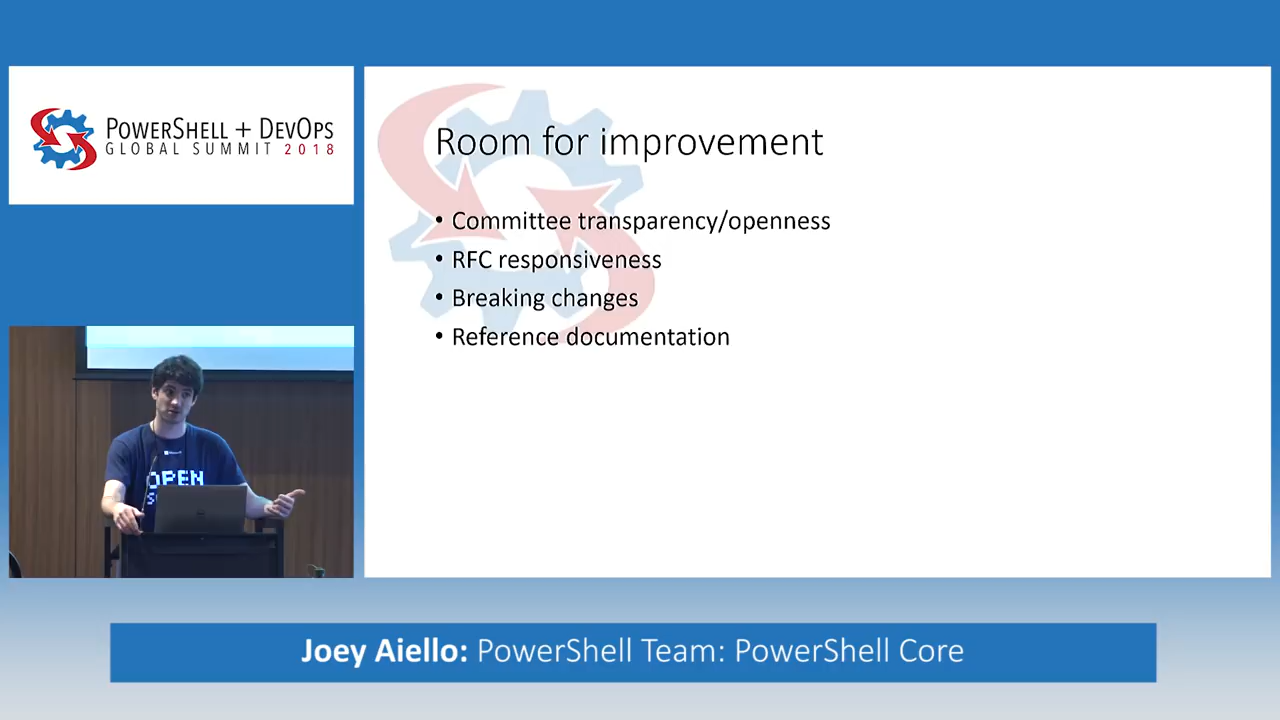 POWERSHELL + DEVOPS
GLOBAL SUMMIT 2018
Room for improvement
• Committee transparency/openness
• RFC responsiveness
• Breaking changes
• Reference documentation
OPEN
Joey Aiello: PowerShell Team: PowerShell Core